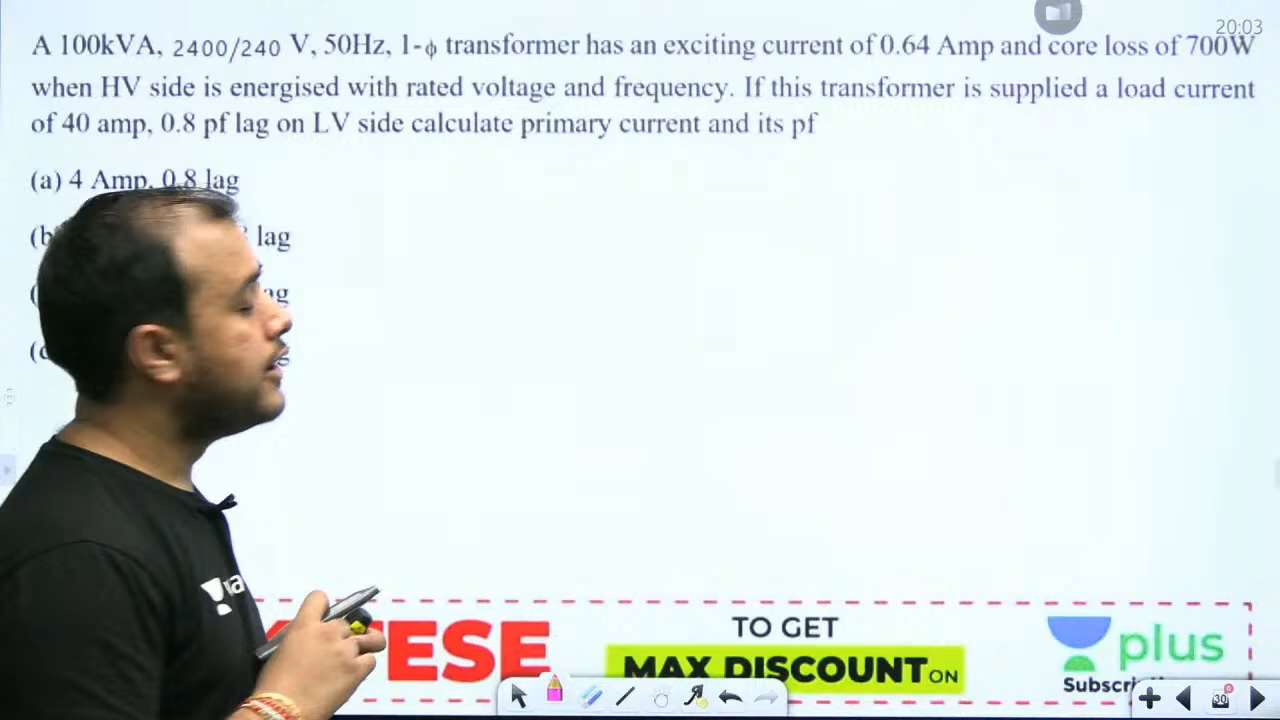 20:03
A 100kVA, 2400/240 V, 50Hz, 1-ϕ transformer has an exciting current of 0.64 Amp and core loss of 700W
when HV side is energised with rated voltage and frequency. If this transformer is supplied a load current
of 40 amp, 0.8 pf lag on LV side calculate primary current and its pf
(a) 4 Amp, 0.8 lag
(b lag
TO GET
MAX DISCOUNT ON
plus
30